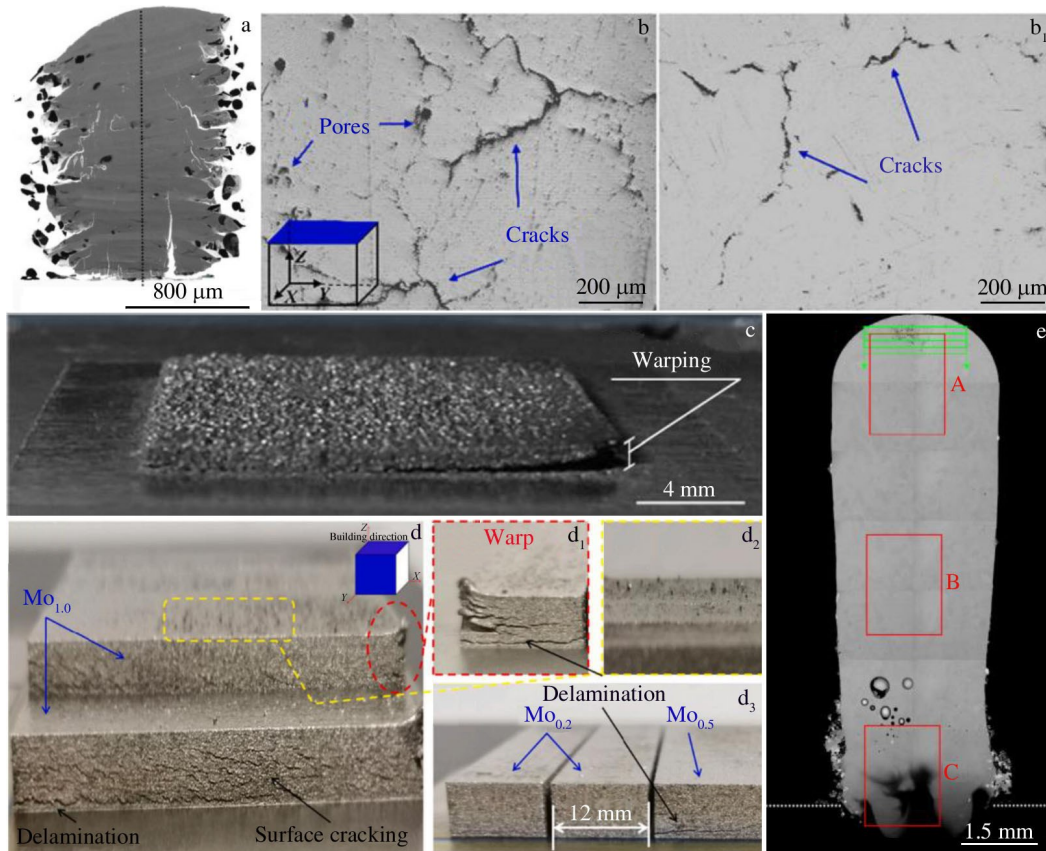 a
800 μm
b
Pores
Cracks
Z
X
Y
200 μm
b₁
Cracks
200 μm
c
Warping
4 mm
d
Z
Building direction
X
Y
Mo₁.₀
Delamination
Surface cracking
d₁
Warp
d₂
Delamination
d₃
Mo₀.₂
Mo₀.₅
12 mm
e
A
B
C
1.5 mm